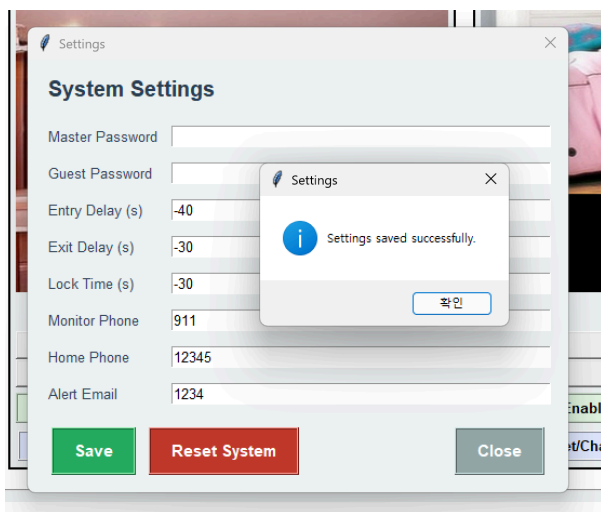 Settings
System Settings
Master Password
Guest Password
Settings
Entry Delay (s) -40
Settings saved successfully.
Exit Delay (s) -30
Lock Time (s) -30
확인
Monitor Phone 911
Home Phone 12345
Alert Email 1234
Save Reset System Close